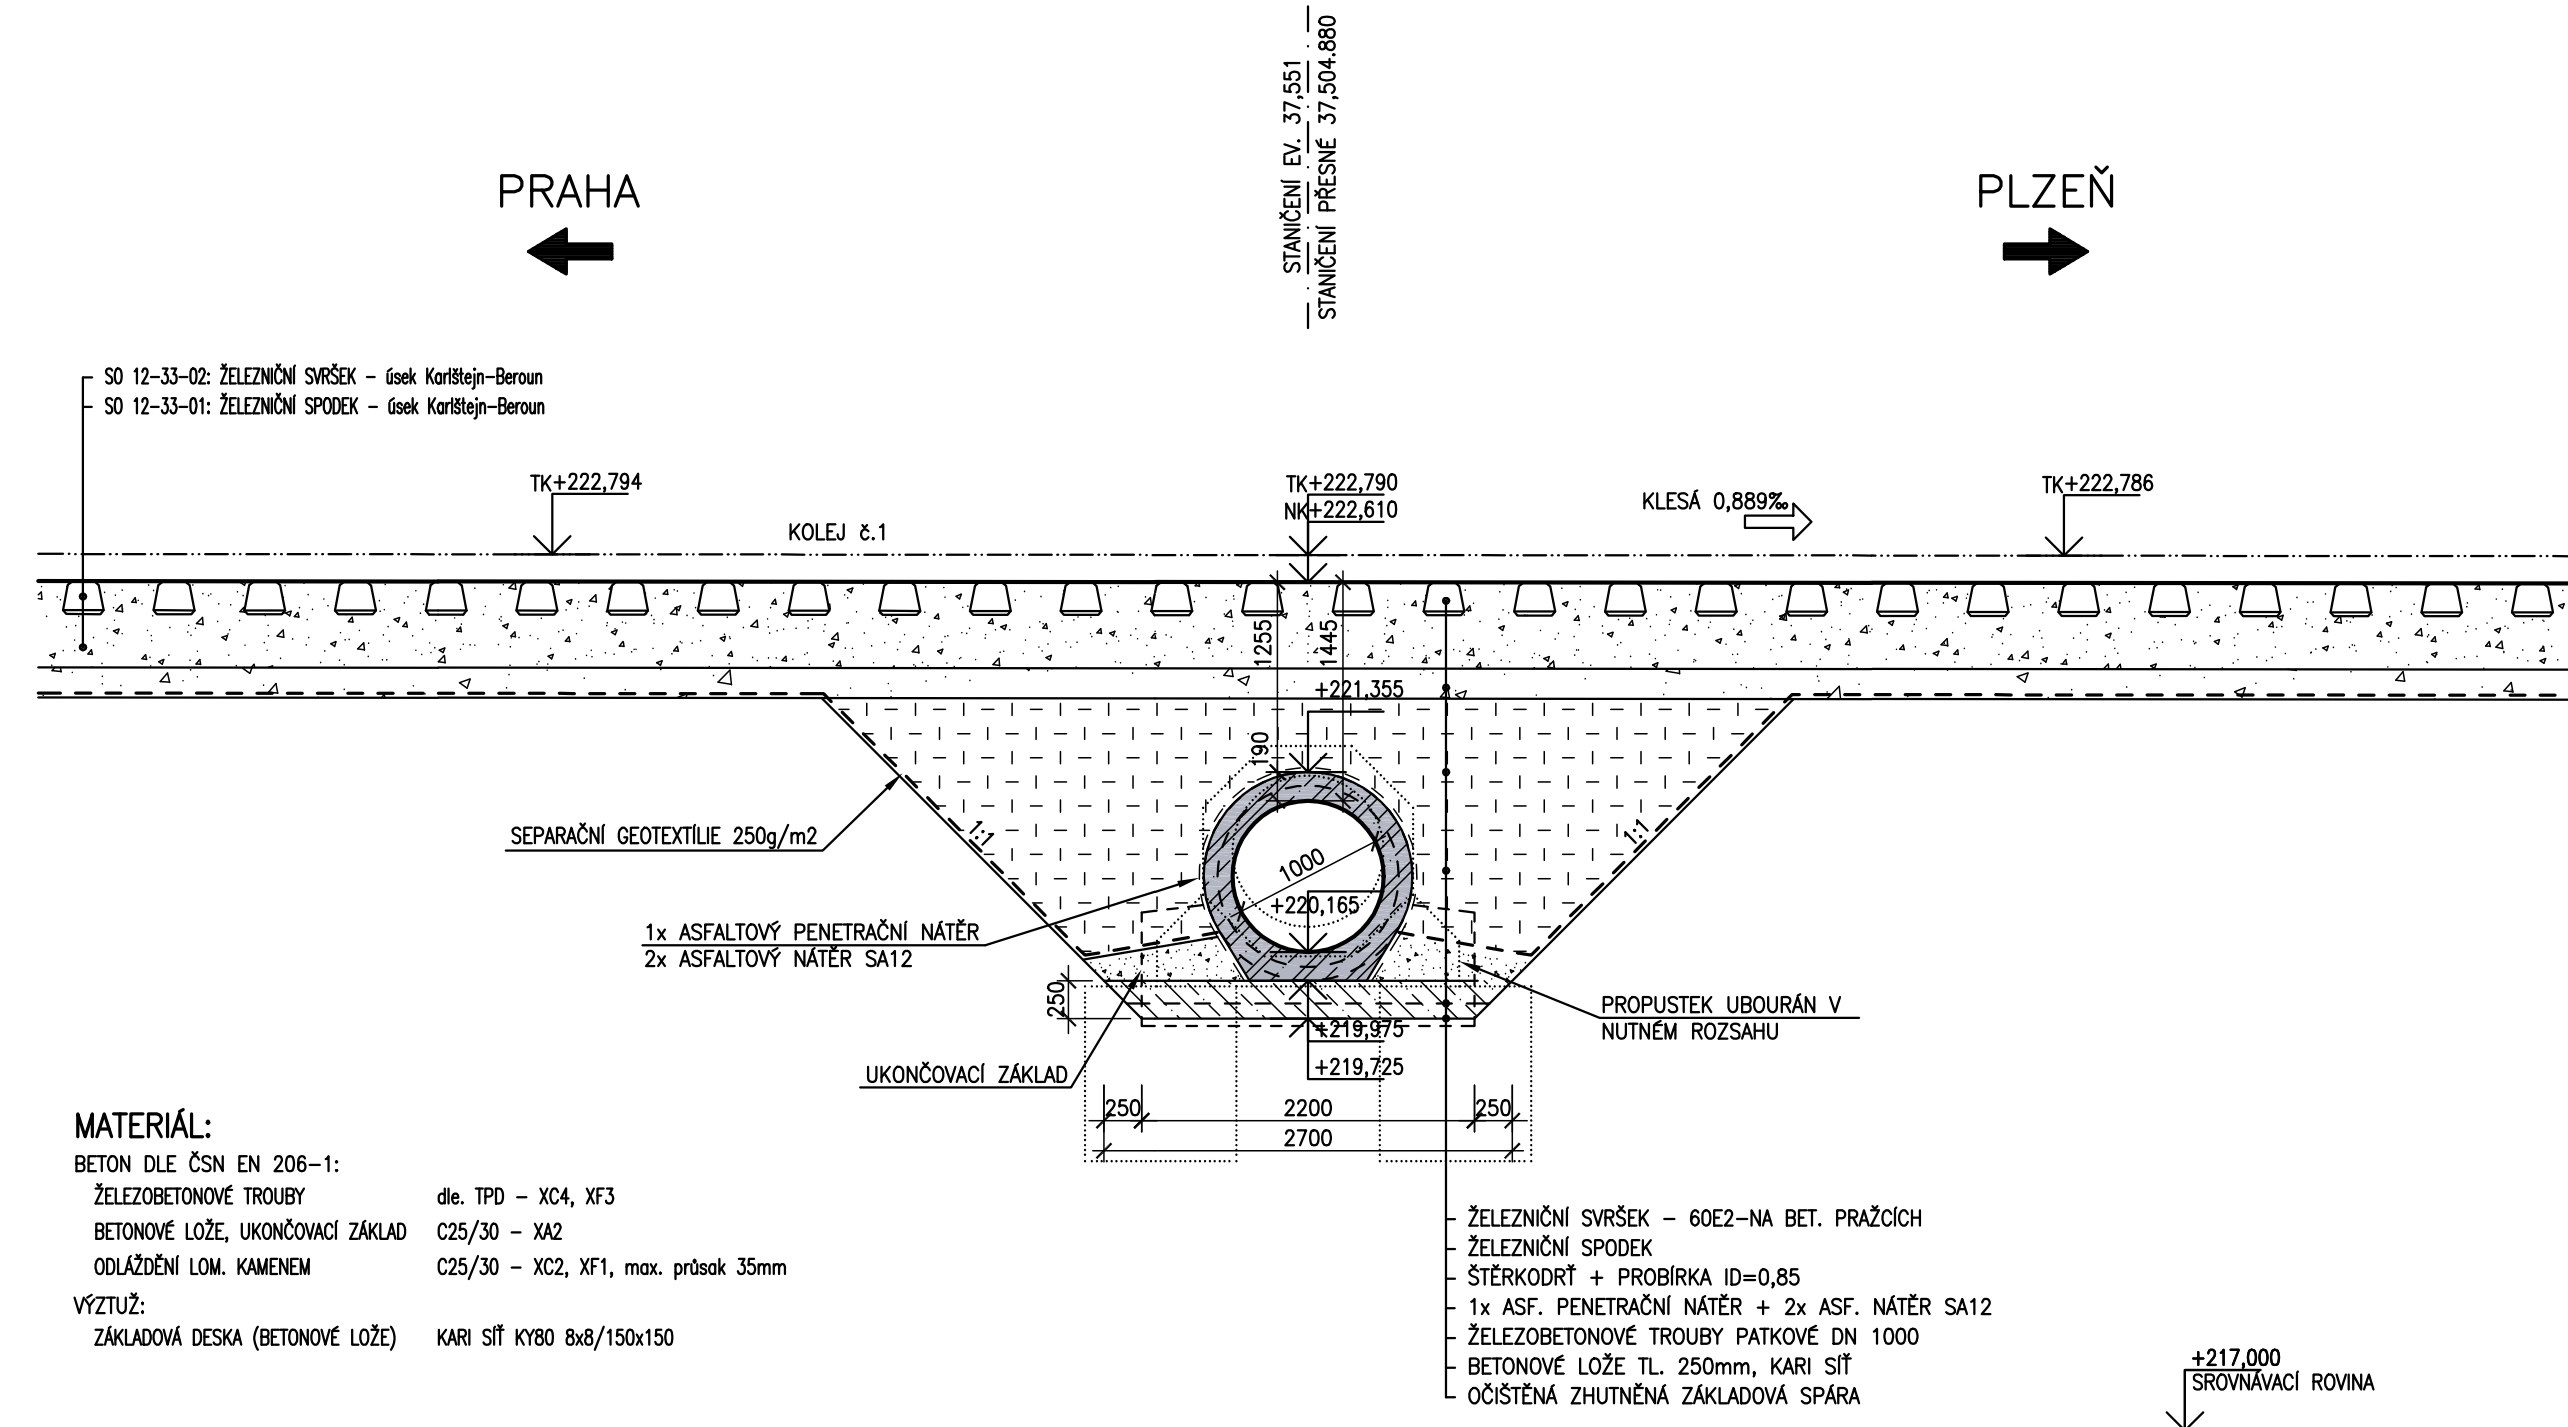 STANIČENÍ EV. 37,551
STANIČENÍ PŘESNÉ 37,504.880
PRAHA
PLZEŇ
SO 12-33-02: ŽELEZNIČNÍ SVRŠEK - úsek Karlštejn-Beroun
SO 12-33-01: ŽELEZNIČNÍ SPODEK - úsek Karlštejn-Beroun
TK+222,794
KOLEJ č.1
TK+222,790
NK+222,610
KLESÁ 0,889‰
TK+222,786
1255
1445
+221,355
190
1:1
1:1
SEPARAČNÍ GEOTEXTÍLIE 250g/m2
1000
+220,165
1x ASFALTOVÝ PENETRAČNÍ NÁTĚR
2x ASFALTOVÝ NÁTĚR SA12
250
PROPUSTEK UBOURÁN V
NUTNÉM ROZSAHU
+219,975
+219,725
UKONČOVACÍ ZÁKLAD
250
2200
250
2700
MATERIÁL:
BETON DLE ČSN EN 206-1:
ŽELEZOBETONOVÉ TROUBY dle. TPD - XC4, XF3
BETONOVÉ LOŽE, UKONČOVACÍ ZÁKLAD C25/30 - XA2
ODLÁŽDĚNÍ LOM. KAMENEM C25/30 - XC2, XF1, max. průsak 35mm
VÝZTUŽ:
ZÁKLADOVÁ DESKA (BETONOVÉ LOŽE) KARI SÍŤ KY80 8x8/150x150
ŽELEZNIČNÍ SVRŠEK - 60E2-NA BET. PRAŽCÍCH
ŽELEZNIČNÍ SPODEK
ŠTĚRKODRŤ + PROBÍRKA ID=0,85
1x ASF. PENETRAČNÍ NÁTĚR + 2x ASF. NÁTĚR SA12
ŽELEZOBETONOVÉ TROUBY PATKOVÉ DN 1000
BETONOVÉ LOŽE TL. 250mm, KARI SÍŤ
OČIŠTĚNÁ ZHUTNĚNÁ ZÁKLADOVÁ SPÁRA
+217,000
SROVNÁVACÍ ROVINA